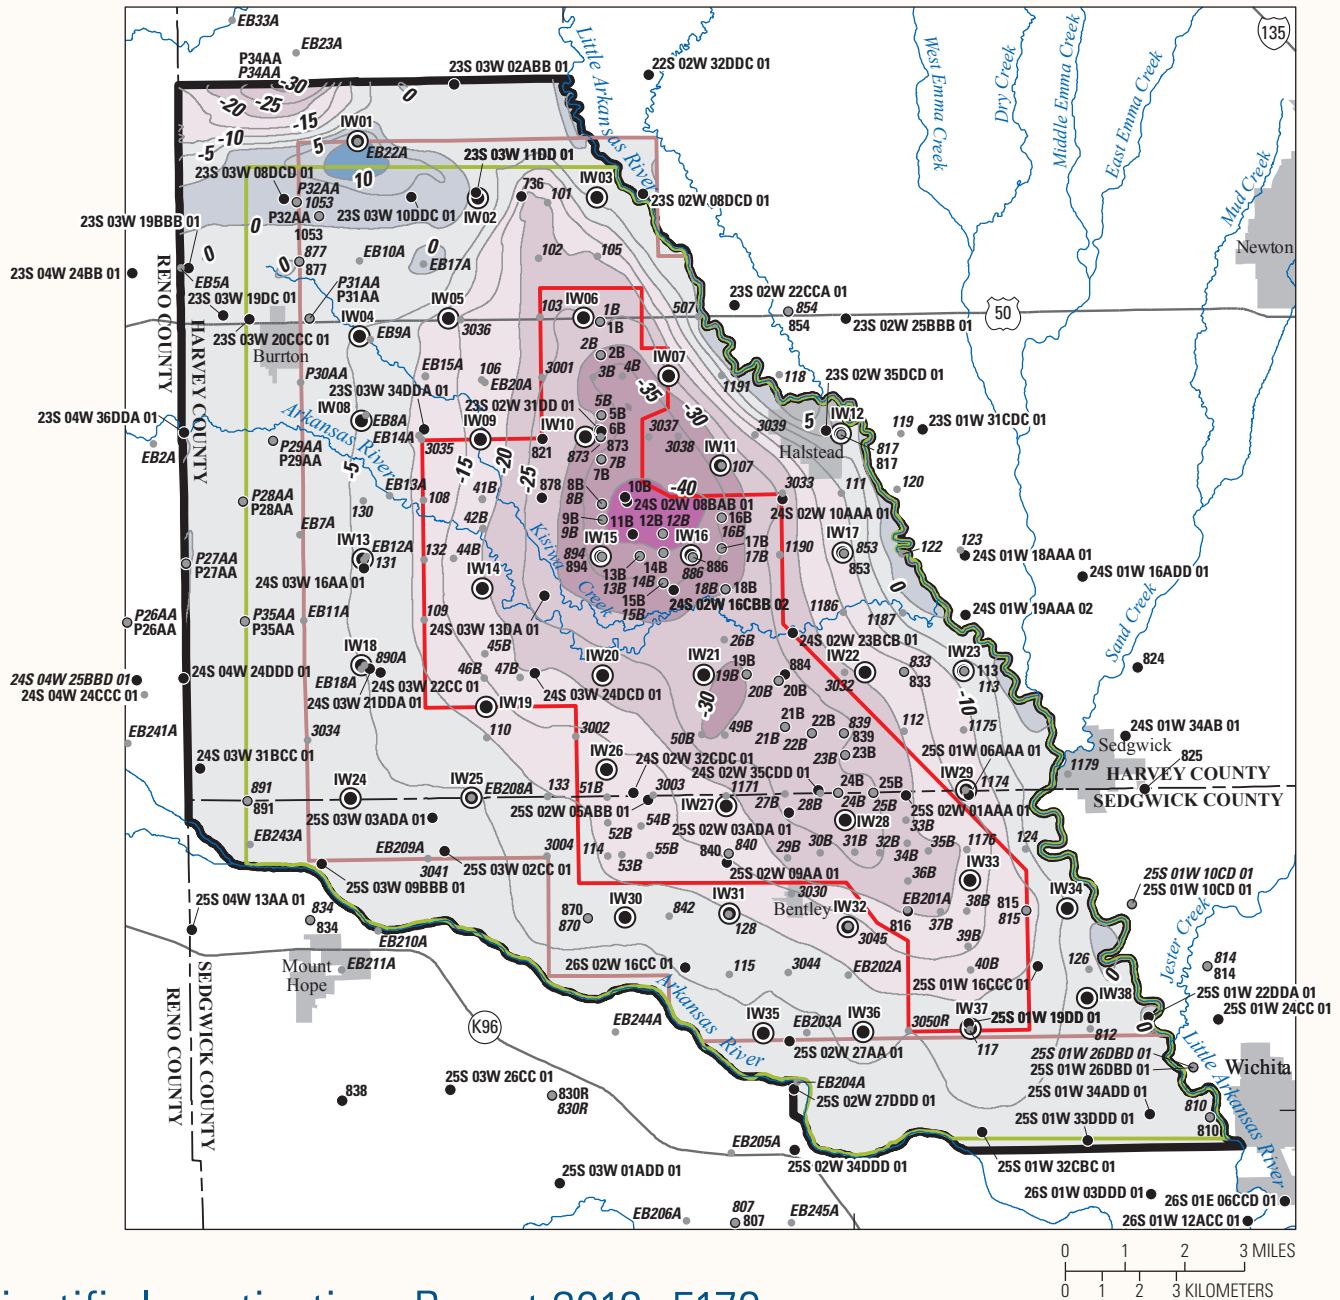 EB33A
EB23A
P34AA
P34AA
-30
-20
-25
-15
-10
-5
0
5
23S 03W 02ABB 01
22S 02W 32DDC 01
Little Arkansas River
West Emma Creek
Dry Creek
Middle Emma Creek
East Emma Creek
Mud Creek
135
IW01
EB22A
10
23S 03W 11DD 01
23S 03W 08DCD 01
P32AA
1053
P32AA
1053
23S 03W 10DDC 01
IW02
736
101
IW03
23S 02W 08DCD 01
23S 03W 19BBB 01
0
0
0
0
877
877
EB10A
EB17A
102
105
Newton
23S 04W 24BB 01
EB5A
23S 03W 19DC 01
P31AA
P31AA
RENO COUNTY
HARVEY COUNTY
23S 03W 20CCC 01
Burrton
IW04
EB9A
IW05
3036
103
IW06
1B
1B
507
23S 02W 22CCA 01
854
854
23S 02W 25BBB 01
50
2B
2B
3B
4B
IW07
-35
-30
1191
118
23S 02W 35DCD 01
P30AA
23S 03W 34DDA 01
EB15A
106
EB20A
3001
5B
5B
6B
873
873
7B
7B
23S 02W 31DD 01
23S 04W 36DDA 01
EB2A
Arkansas River
IW08
EB8A
EB14A
3035
IW09
821
IW10
3037
3038
3039
5
IW12
817
817
Halstead
119
23S 01W 31CDC 01
P29AA
P29AA
-5
-15
-20
-25
IW11
107
-40
P28AA
P28AA
EB13A
108
130
EB7A
41B
42B
878
8B
8B
10B
24S 02W 08BAB 01
3033
24S 02W 10AAA 01
111
120
9B
9B
11B
12B
12B
16B
16B
17B
17B
1190
IW17
853
853
122
123
24S 01W 18AAA 01
24S 01W 16ADD 01
P27AA
P27AA
IW13
EB12A
131
132
44B
24S 03W 16AA 01
IW14
Kisiwa Creek
IW15
894
894
13B
13B
14B
14B
IW16
886
886
15B
15B
18B
18B
24S 02W 16CBB 02
0
P26AA
P26AA
P35AA
P35AA
EB11A
109
24S 03W 13DA 01
1186
1187
24S 01W 19AAA 02
Sand Creek
45B
46B
47B
26B
24S 02W 23BCB 01
24S 04W 25BBD 01
24S 04W 24CCC 01
24S 04W 24DDD 01
IW18
890A
EB18A
24S 03W 22CC 01
24S 03W 21DDA 01
24S 03W 24DCD 01
IW19
110
IW20
IW21
19B
19B
20B
20B
884
-30
IW22
3032
833
833
IW23
113
113
-10
824
EB241A
3034
3002
50B
49B
21B
21B
22B
22B
839
839
23B
23B
112
1175
24S 01W 34AB 01
Sedgwick
825
24S 03W 31BCC 01
891
891
IW24
IW25
EB208A
133
IW26
51B
24S 02W 32CDC 01
3003
24S 02W 35CDD 01
1171
IW27
27B
28B
24B
24B
25B
25B
25S 01W 06AAA 01
IW29
1174
25S 02W 01AAA 01
1179
HARVEY COUNTY
SEDGWICK COUNTY
25S 03W 03ADA 01
25S 02W 05ABB 01
25S 02W 03ADA 01
IW28
EB243A
EB209A
3041
25S 03W 02CC 01
3004
114
52B
53B
54B
55B
840
840
25S 02W 09AA 01
29B
30B
31B
32B
33B
34B
35B
36B
1176
124
25S 03W 09BBB 01
25S 04W 13AA 01
834
834
EB210A
EB211A
Mount Hope
870
870
IW30
842
IW31
128
3030
Bentley
IW32
3045
816
EB201A
37B
38B
39B
IW33
815
815
IW34
25S 01W 10CD 01
25S 01W 10CD 01
Jester Creek
26S 02W 16CC 01
115
3044
EB202A
40B
25S 01W 16CCC 01
126
0
IW38
814
814
25S 01W 22DDA 01
25S 01W 24CC 01
SEDGWICK COUNTY
RENO COUNTY
K96
EB244A
Arkansas River
IW35
EB203A
IW36
3050R
IW37
25S 01W 19DD 01
117
812
0
Little Arkansas River
25S 02W 27AA 01
25S 01W 26DBD 01
25S 01W 26DBD 01
Wichita
838
25S 03W 26CC 01
830R
830R
EB204A
25S 02W 27DDD 01
25S 01W 34ADD 01
810
810
25S 01W 33DDD 01
EB205A
25S 02W 34DDD 01
25S 01W 32CBC 01
25S 03W 01ADD 01
26S 01W 03DDD 01
26S 01E 06CCD 01
26S 01W 12ACC 01
EB206A
807
807
EB245A
0 1 2 3 MILES
0 1 2 3 KILOMETERS